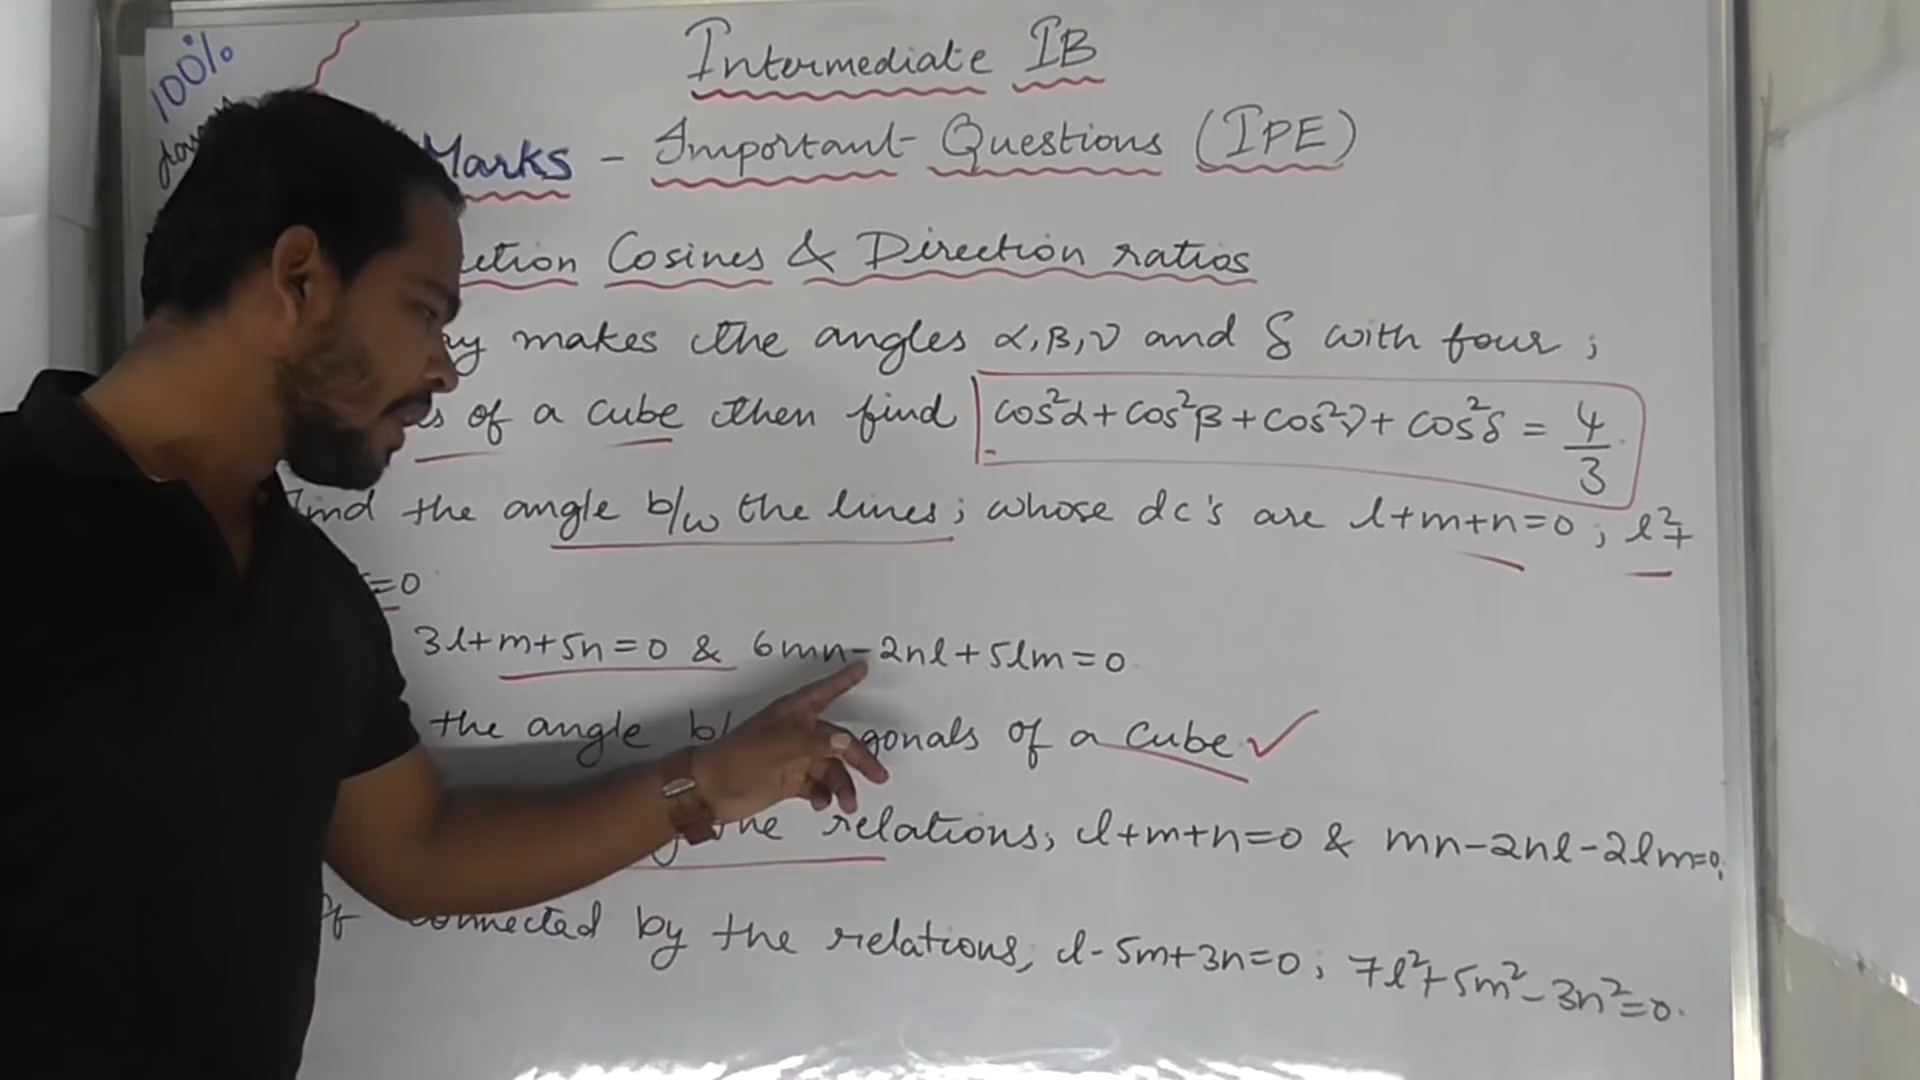 100%
Intermediate IB
Marks - Important Questions (IPE)
Cosines & Direction ratios
makes the angles α, β, γ and δ with four ;
of a cube then find cos²α + cos²β + cos²γ + cos²δ = 4/3
the angle b/w the lines ; whose dc's are l+m+n=0 ; l²+
=0
3l+m+5n=0 & 6mn-2nl+5lm=0
the angle of a cube ✓
relations, l+m+n=0 & mn-2nl-2lm=0,
connected by the relations, l-5m+3n=0 ; 7l²+5m²-3n²=0.